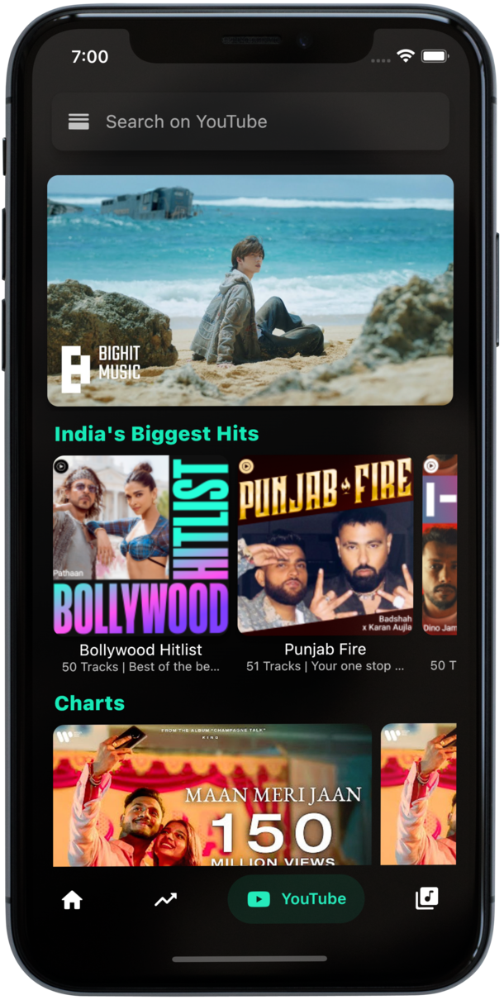 7:00
Search on YouTube
BIGHIT
MUSIC
India's Biggest Hits
Pathaan
HITLIST
BOLLYWOOD
PUNJAB FIRE
Badshah
x Karan Aujla
Dino Jam
Bollywood Hitlist
50 Tracks | Best of the be...
Punjab Fire
51 Tracks | Your one stop ...
50 T
Charts
FROM THE ALBUM "CHAMPAGNE TALK"
KING
MAAN MERI JAAN
150
MILLION VIEWS
YouTube